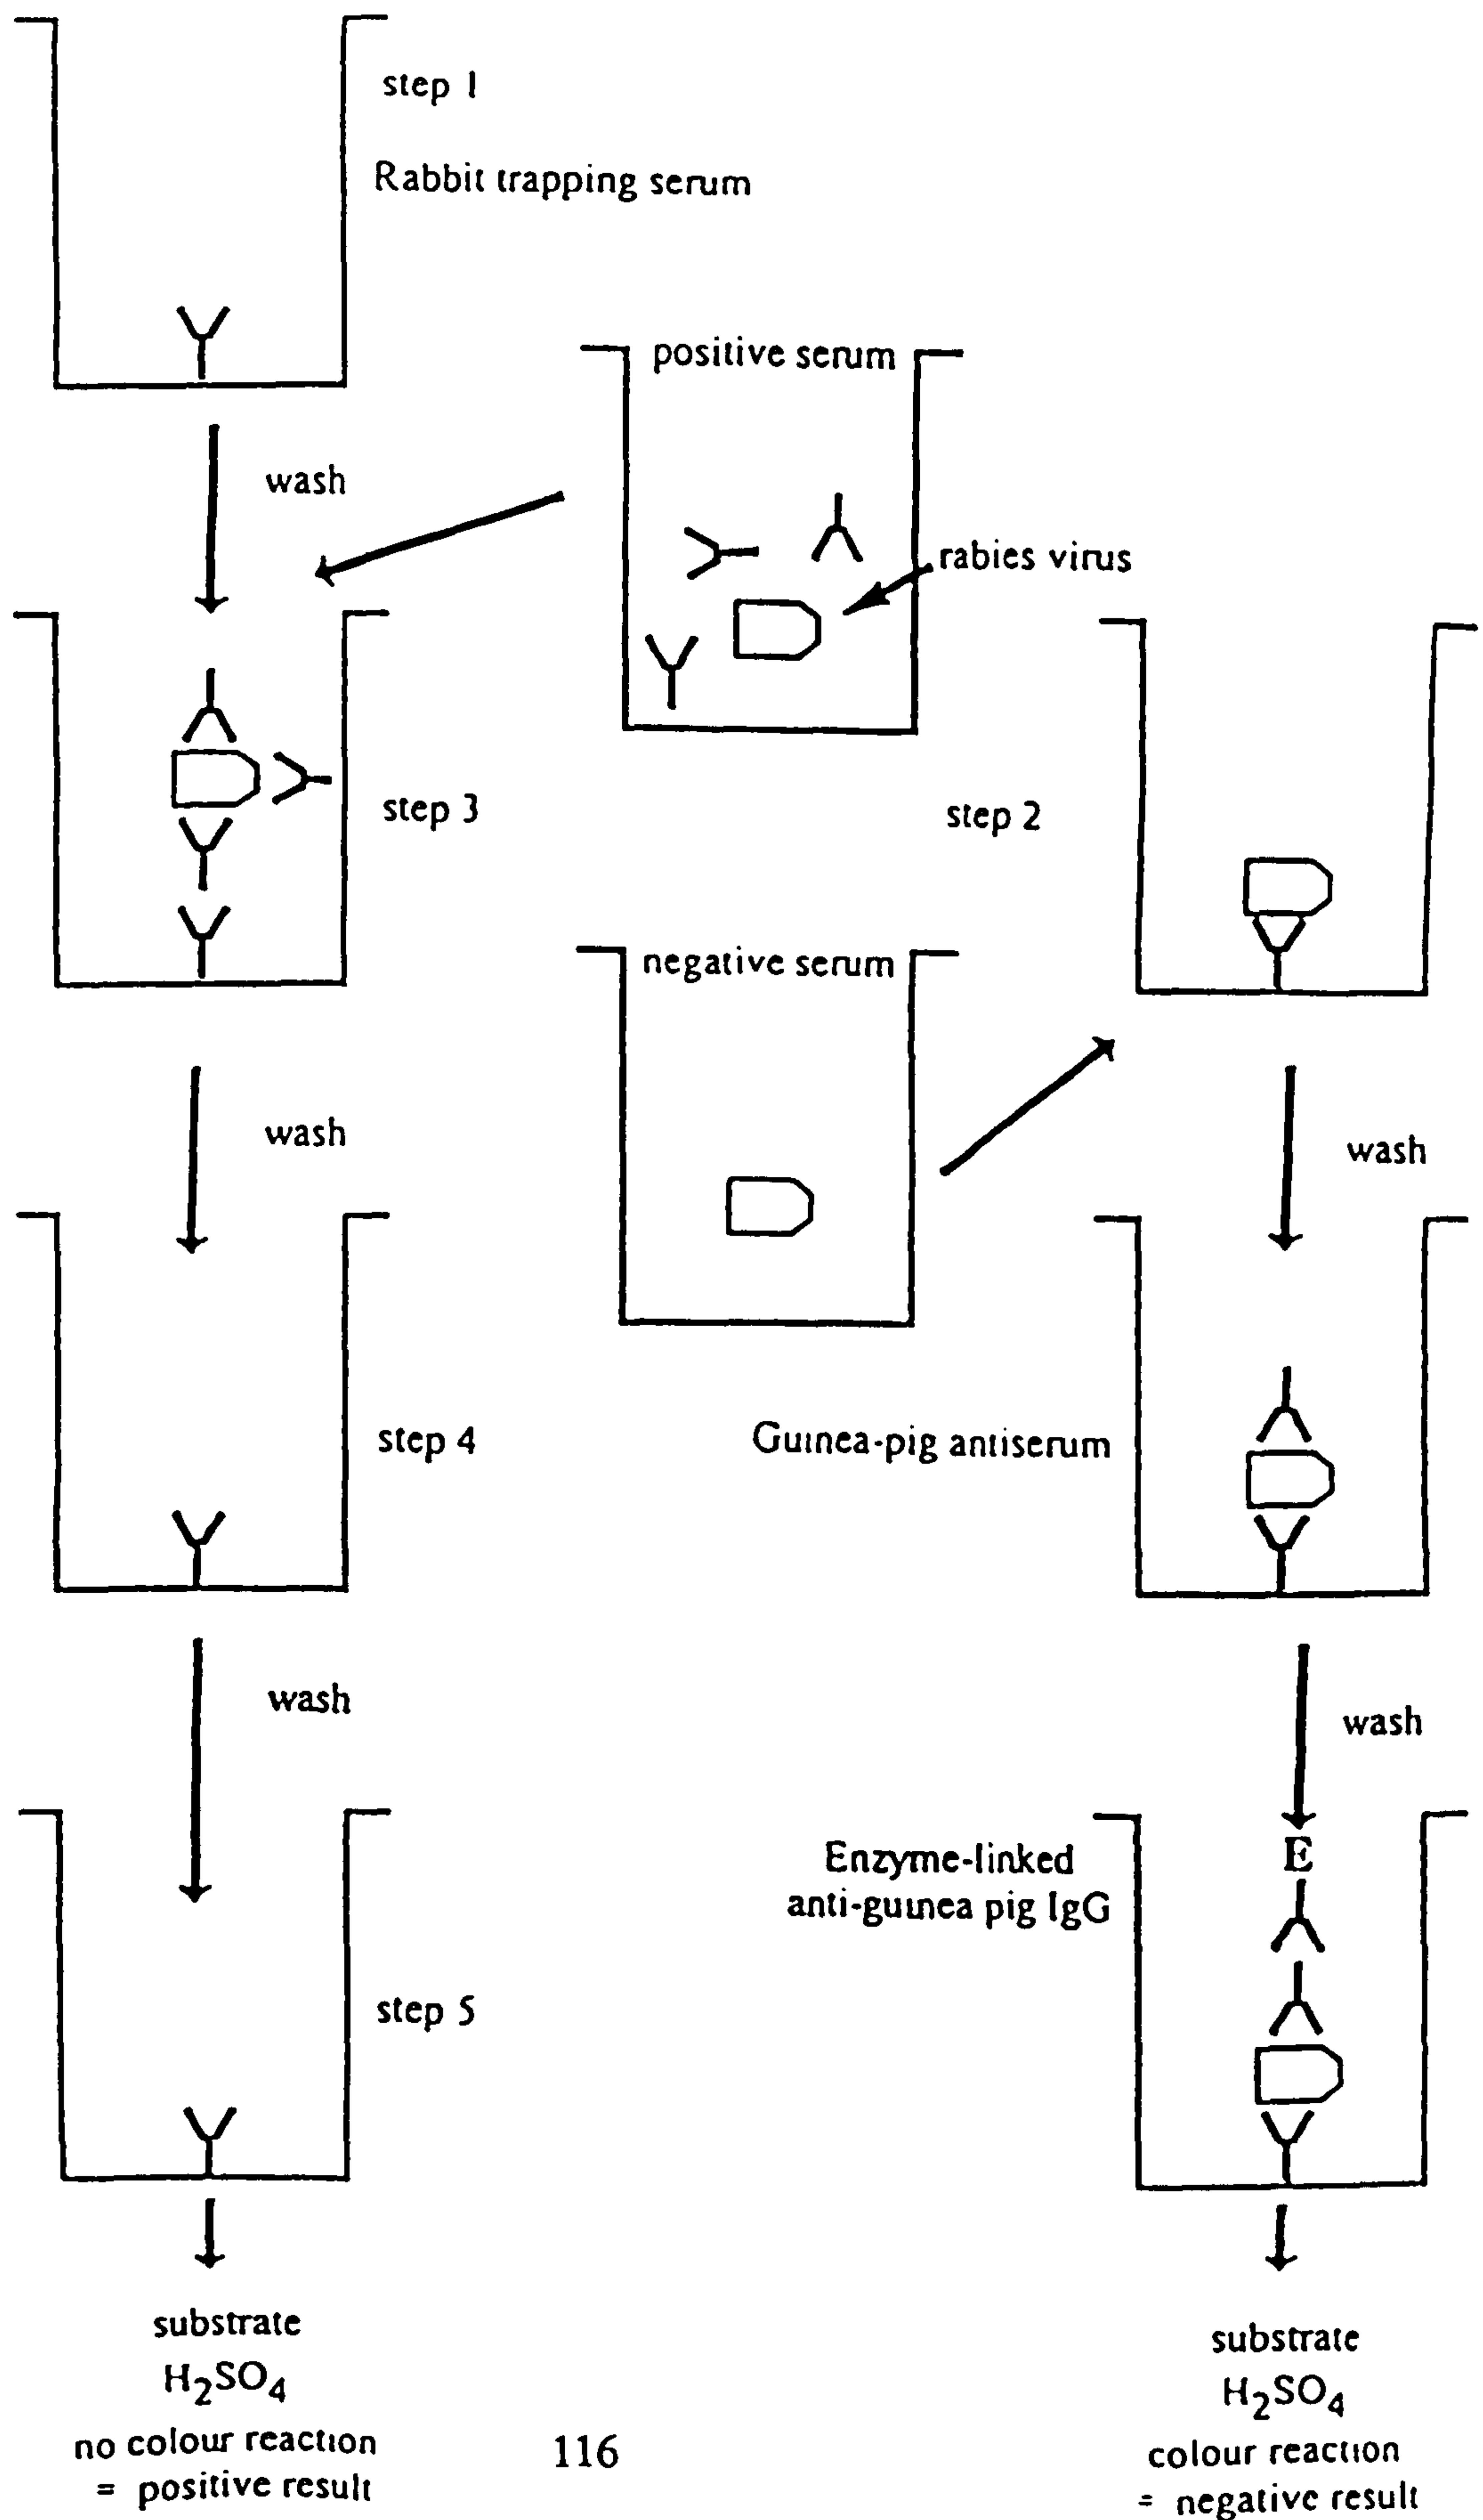 step 1
Rabbit trapping serum
positive serum
wash
rabies virus
step 3
step 2
negative serum
wash
wash
step 4
Guinea-pig antiserum
wash
wash
E
Enzyme-linked
anti-guinea pig IgG
step 5
substrate
H2SO4
no colour reaction
= positive result
116
substrate
H2SO4
colour reaction
= negative result